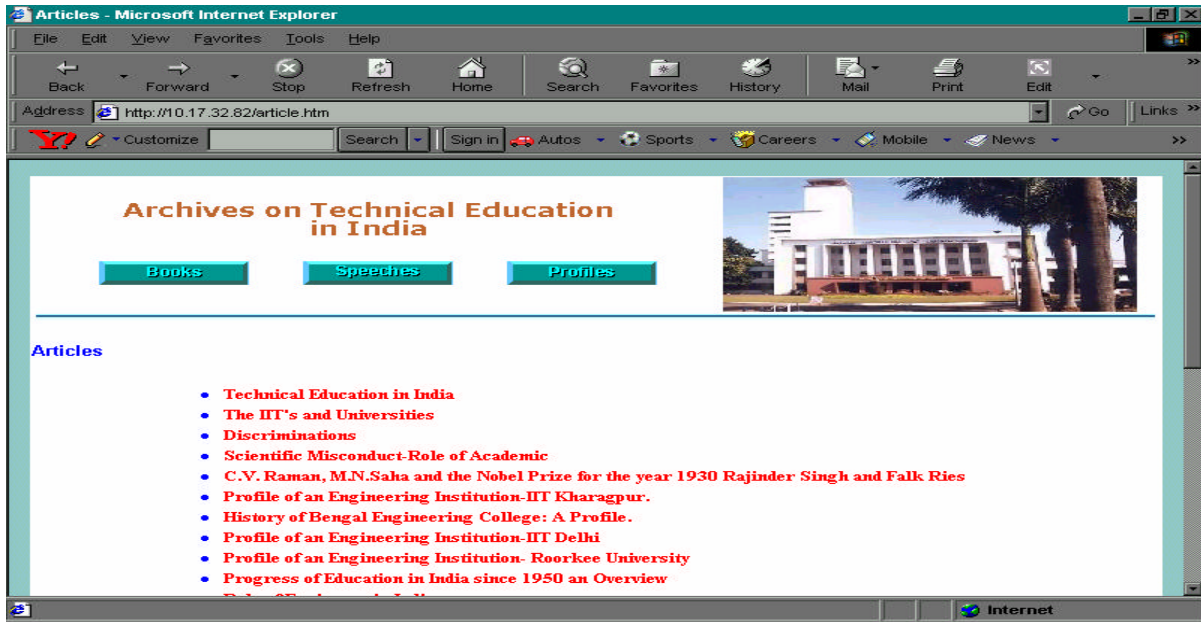 Articles - Microsoft Internet Explorer
File Edit View Favorites Tools Help
Back Forward Stop Refresh Home Search Favorites History Mail Print Edit »
Address http://10.17.32.82/article.htm Go Links »
Y! Customize Search Sign in Autos Sports Careers Mobile News »
Archives on Technical Education
in India
Books Speeches Profiles
Articles
• Technical Education in India
• The IIT's and Universities
• Discriminations
• Scientific Misconduct-Role of Academic
• C.V. Raman, M.N.Saha and the Nobel Prize for the year 1930 Rajinder Singh and Falk Ries
• Profile of an Engineering Institution-IIT Kharagpur.
• History of Bengal Engineering College: A Profile.
• Profile of an Engineering Institution-IIT Delhi
• Profile of an Engineering Institution- Roorkee University
• Progress of Education in India since 1950 an Overview
Internet